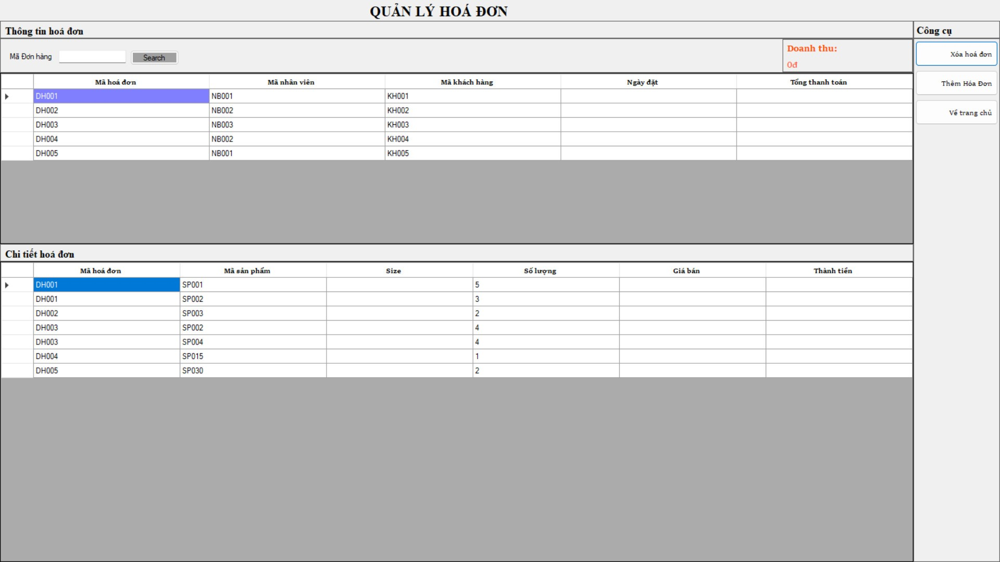 QUẢN LÝ HOÁ ĐƠN
Thông tin hoá đơn
Công cụ
Mã Đơn hàng
Search
Doanh thu:
0đ
Xóa hoá đơn
Thêm Hóa Đơn
Về trang chủ
Mã hoá đơn Mã nhân viên Mã khách hàng Ngày đặt Tổng thanh toán
DH001 NB001 KH001
DH002 NB002 KH002
DH003 NB003 KH003
DH004 NB002 KH004
DH005 NB001 KH005
Chi tiết hoá đơn
Mã hoá đơn Mã sản phẩm Size Số lượng Giá bán Thành tiền
DH001 SP001 5
DH001 SP002 3
DH002 SP003 2
DH003 SP002 4
DH003 SP004 4
DH004 SP015 1
DH005 SP030 2